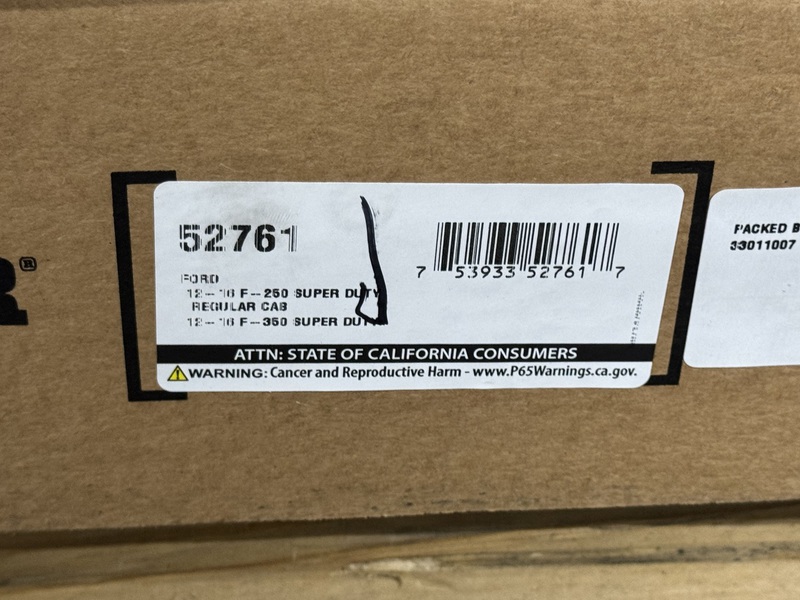 R®
52761
FORD
12-16 F-250 SUPER DUTY
REGULAR CAB
12-16 F-350 SUPER DUTY
7 53933 52761 7
ATTN: STATE OF CALIFORNIA CONSUMERS
WARNING: Cancer and Reproductive Harm - www.P65Warnings.ca.gov.
PACKED B
33011007